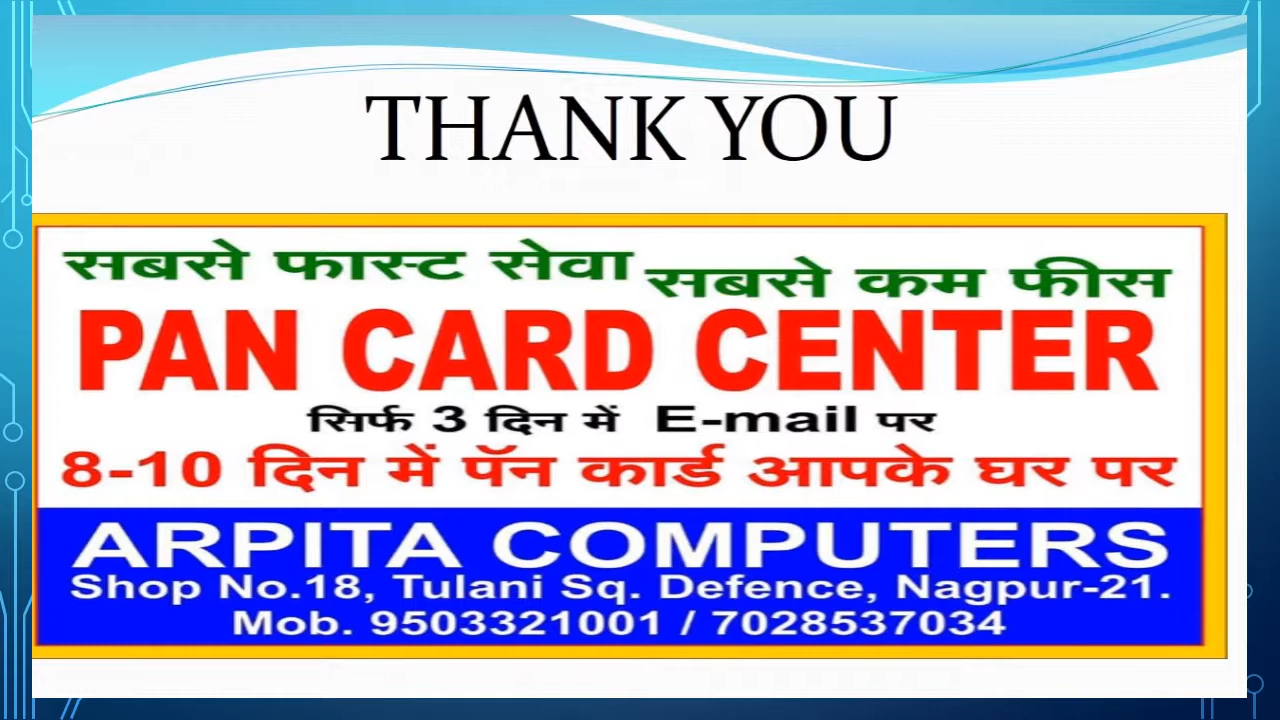 THANK YOU
सबसे फास्ट सेवा सबसे कम फीस
PAN CARD CENTER
सिर्फ 3 दिन में E-mail पर
8-10 दिन में पॅन कार्ड आपके घर पर
ARPITA COMPUTERS
Shop No.18, Tulani Sq. Defence, Nagpur-21.
Mob. 9503321001 / 7028537034